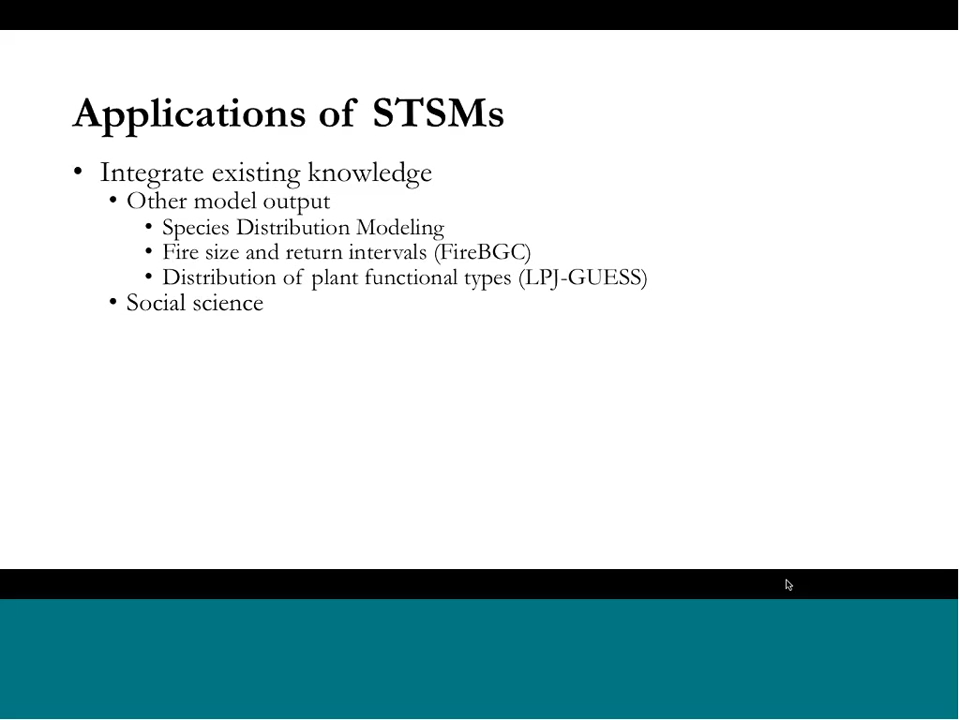 Applications of STSMs
• Integrate existing knowledge
• Other model output
• Species Distribution Modeling
• Fire size and return intervals (FireBGC)
• Distribution of plant functional types (LPJ-GUESS)
• Social science